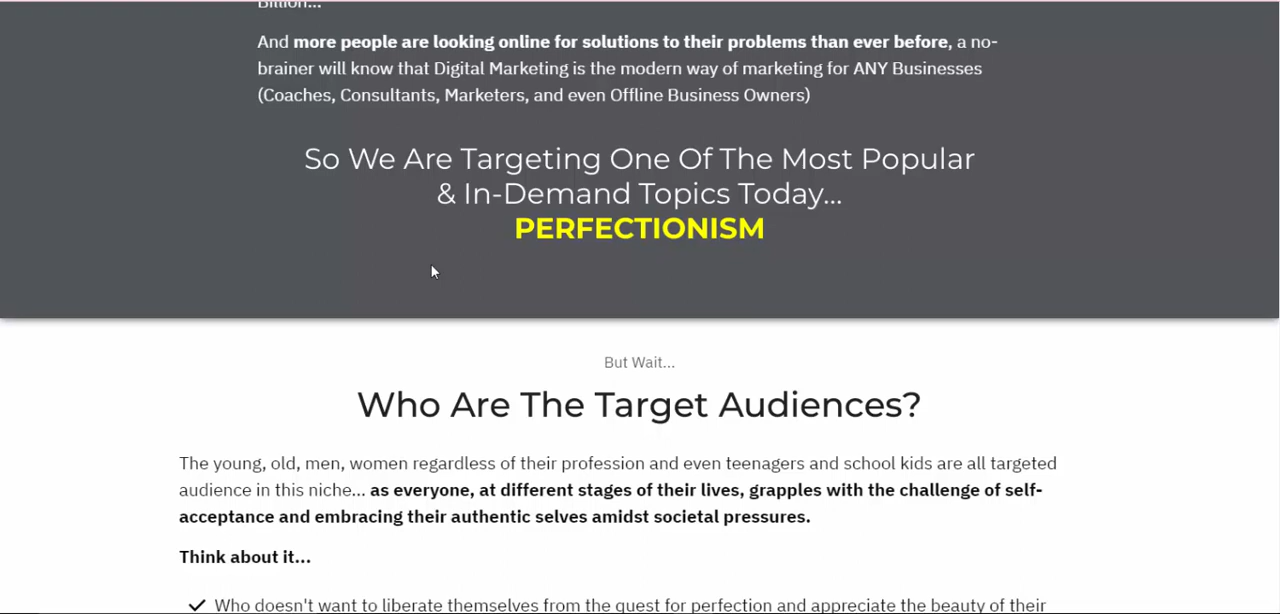 Billion...
And more people are looking online for solutions to their problems than ever before, a no-
brainer will know that Digital Marketing is the modern way of marketing for ANY Businesses
(Coaches, Consultants, Marketers, and even Offline Business Owners)
So We Are Targeting One Of The Most Popular
& In-Demand Topics Today...
PERFECTIONISM
But Wait...
Who Are The Target Audiences?
The young, old, men, women regardless of their profession and even teenagers and school kids are all targeted
audience in this niche... as everyone, at different stages of their lives, grapples with the challenge of self-
acceptance and embracing their authentic selves amidst societal pressures.
Think about it...
Who doesn't want to liberate themselves from the quest for perfection and appreciate the beauty of their